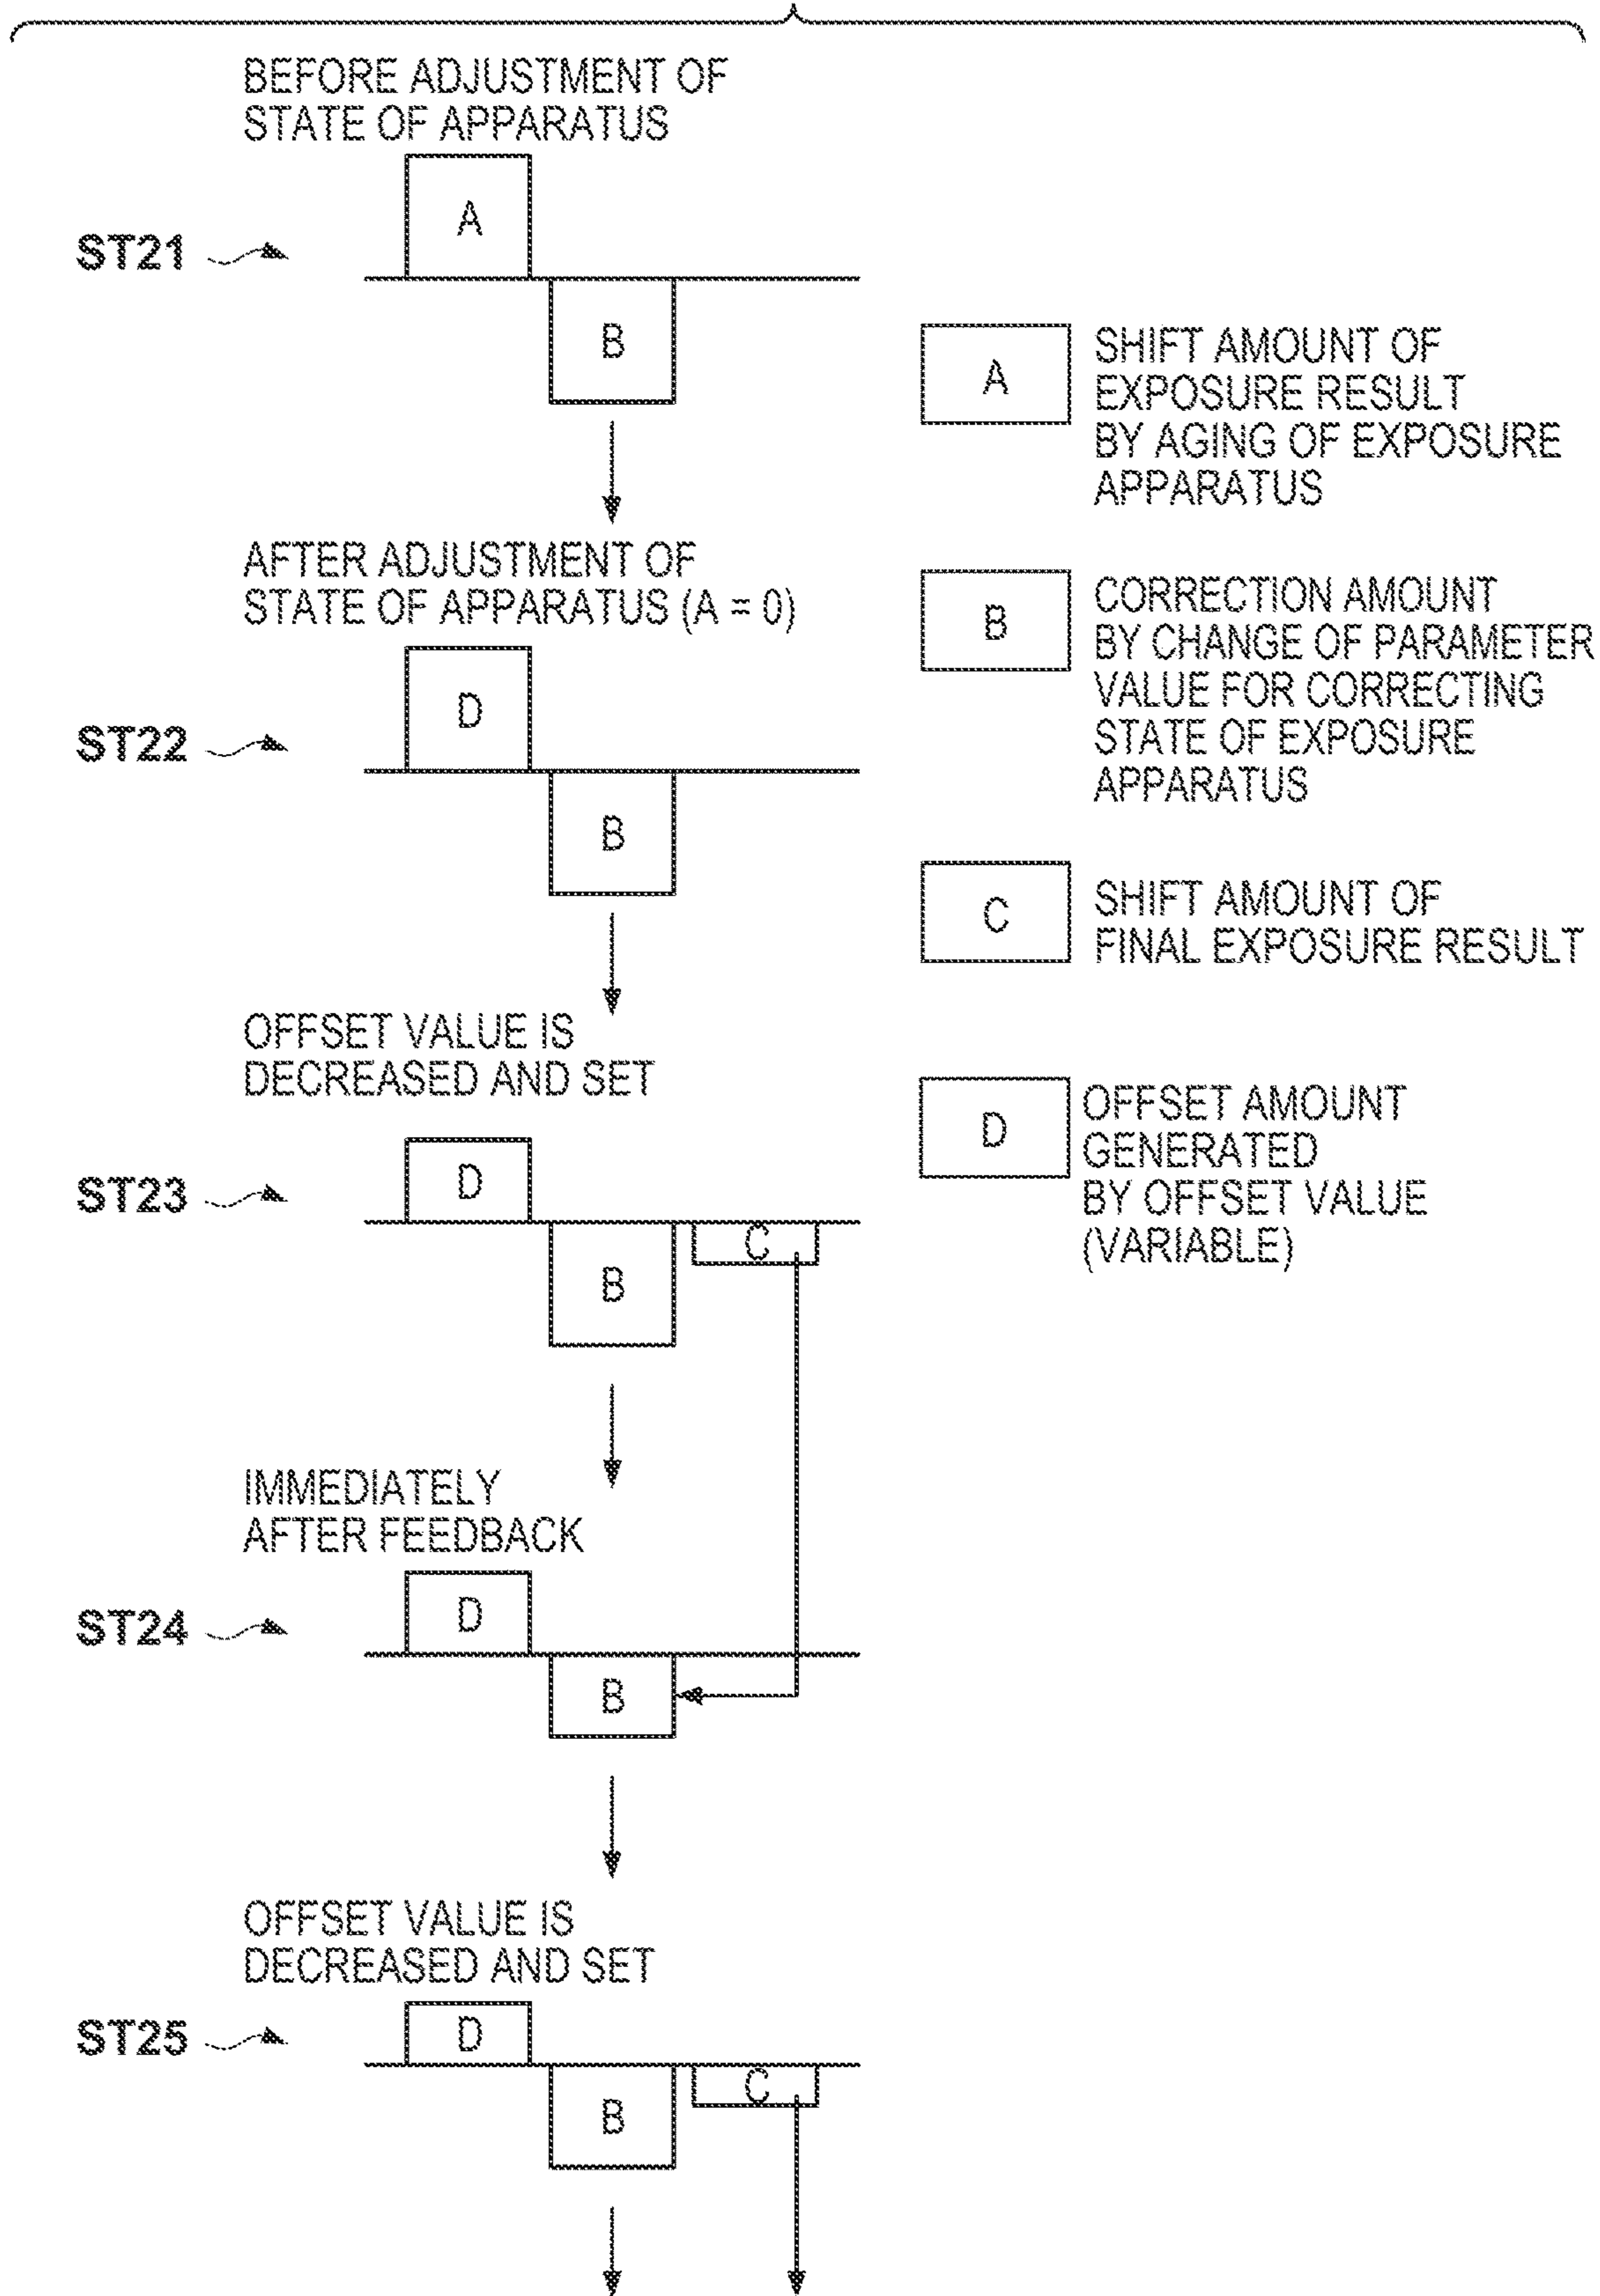 BEFORE ADJUSTMENT OF
STATE OF APPARATUS
A
ST21
B
AFTER ADJUSTMENT OF
STATE OF APPARATUS (A = 0)
D
ST22
B
OFFSET VALUE IS
DECREASED AND SET
D
ST23
C
B
IMMEDIATELY
AFTER FEEDBACK
D
ST24
B
OFFSET VALUE IS
DECREASED AND SET
D
ST25
C
B
A
SHIFT AMOUNT OF
EXPOSURE RESULT
BY AGING OF EXPOSURE
APPARATUS
B
CORRECTION AMOUNT
BY CHANGE OF PARAMETER
VALUE FOR CORRECTING
STATE OF EXPOSURE
APPARATUS
C
SHIFT AMOUNT OF
FINAL EXPOSURE RESULT
D
OFFSET AMOUNT
GENERATED
BY OFFSET VALUE
(VARIABLE)